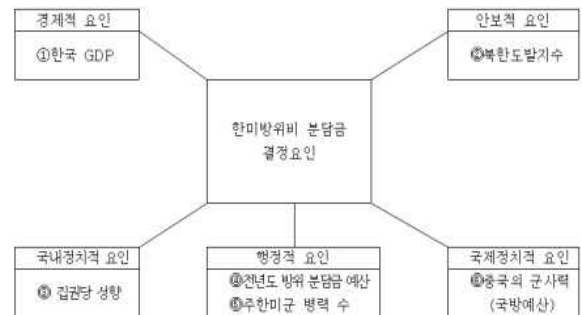 경제적 요인
①한국 GDP
안보적 요인
②북한도발지수
한미방위비 분담금
결정요인
국내정치적 요인
③ 집권당 성향
행정적 요인
④전년도 방위 분담금 예산
⑤주한미군 병력 수
국제정치적 요인
⑥중국의 군사력
(국방예산)